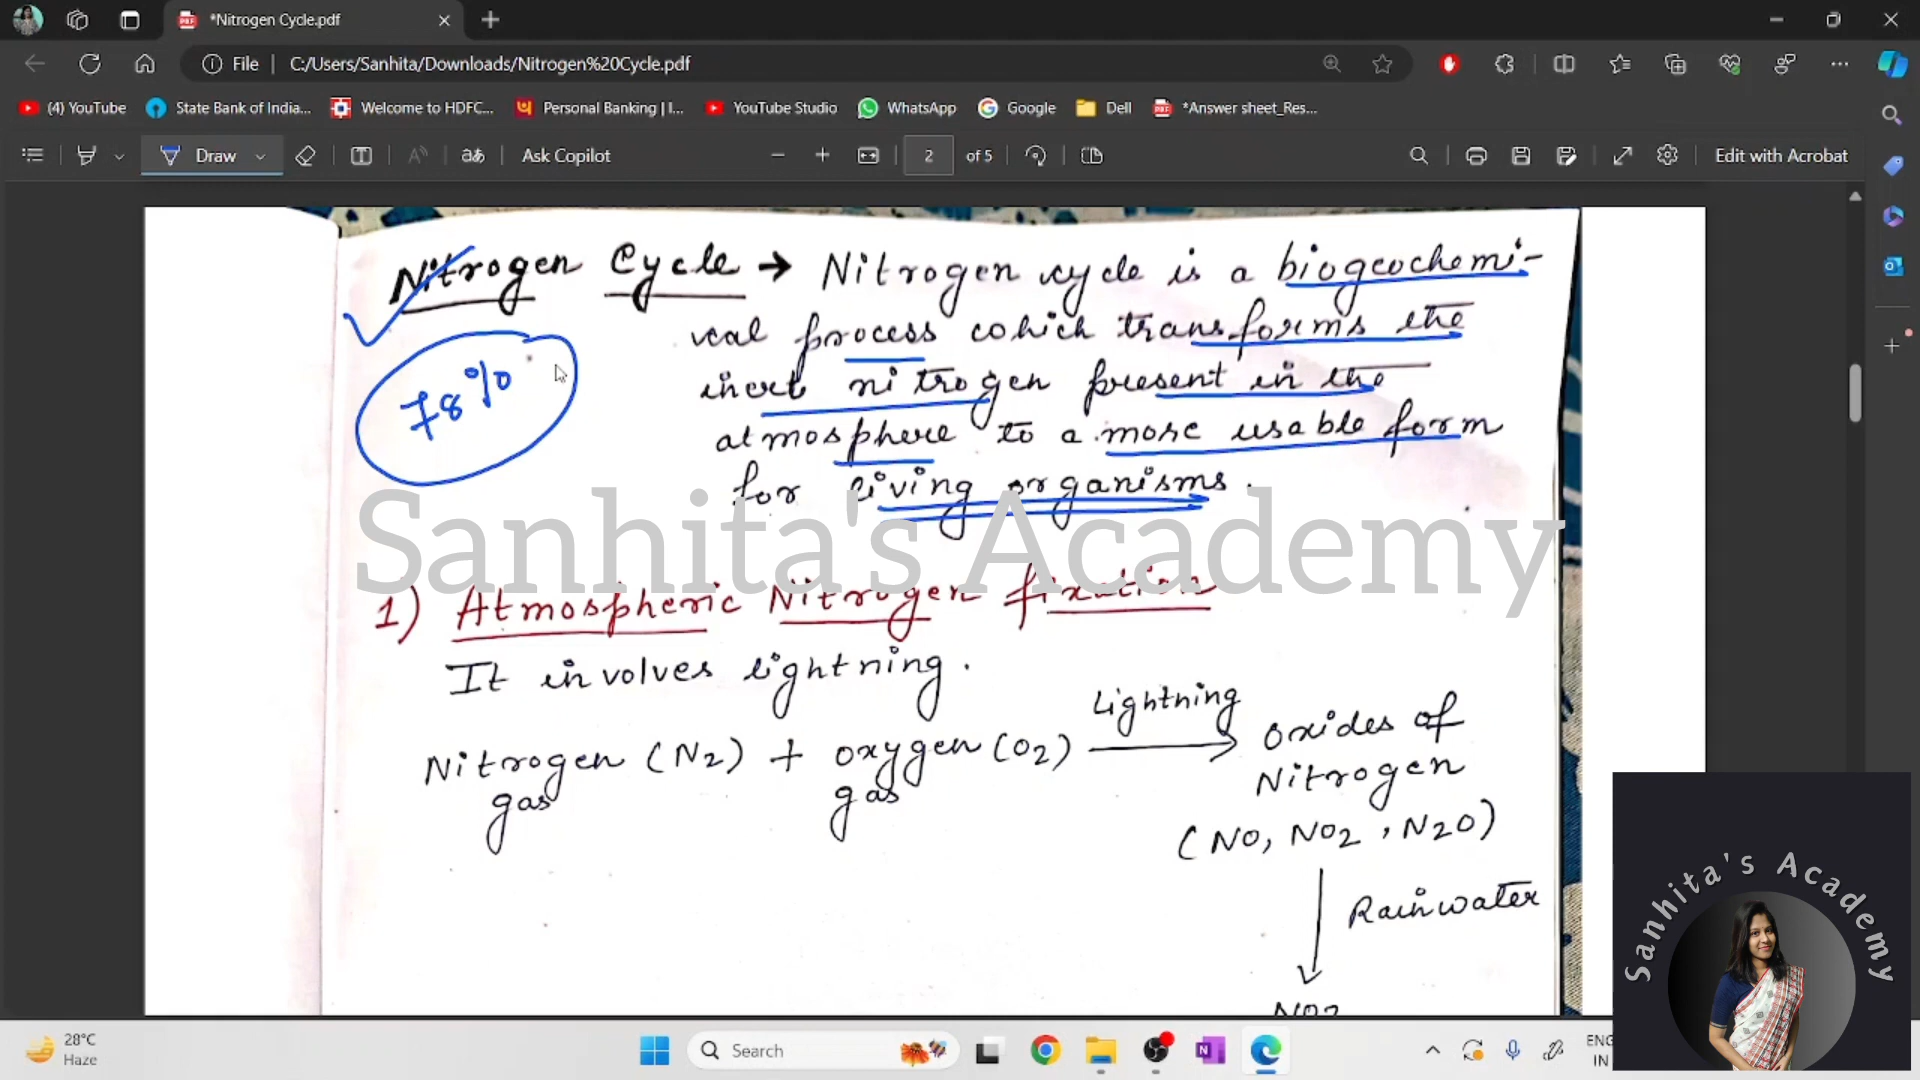 *Nitrogen Cycle.pdf
File
C:/Users/Sanhita/Downloads/Nitrogen%20Cycle.pdf
(4) YouTube
State Bank of India...
Welcome to HDFC...
Personal Banking | I...
YouTube Studio
WhatsApp
Google
Dell
*Answer sheet_Res...
Draw
Ask Copilot
2 of 5
Edit with Acrobat
Nitrogen Cycle → Nitrogen cycle is a biogeochemi-
cal process which transforms the
inert nitrogen present in the
atmosphere to a more usable form
for living organisms.
78%
Sanhita's Academy
1) Atmospheric Nitrogen fixation
It involves lightning.
Nitrogen (N2) + oxygen (O2)
gas gas
Lightning
Oxides of
Nitrogen
(NO, NO2, N2O)
Rainwater
NO2
Sanhita's Academy
28°C
Haze
Search
ENG
IN